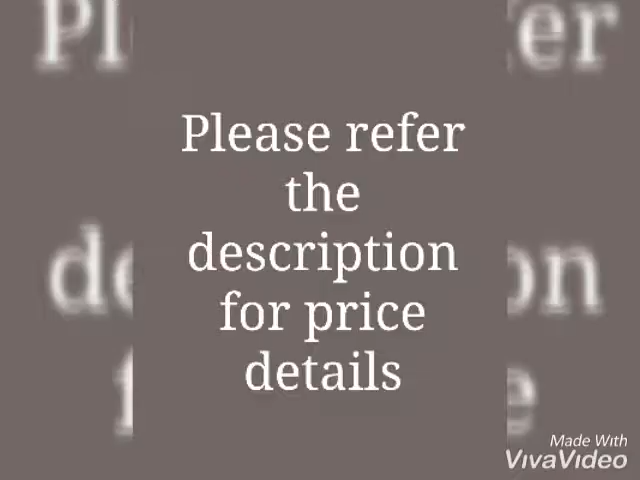 Please refer
the
description
for price
details
Made With
VivaVideo